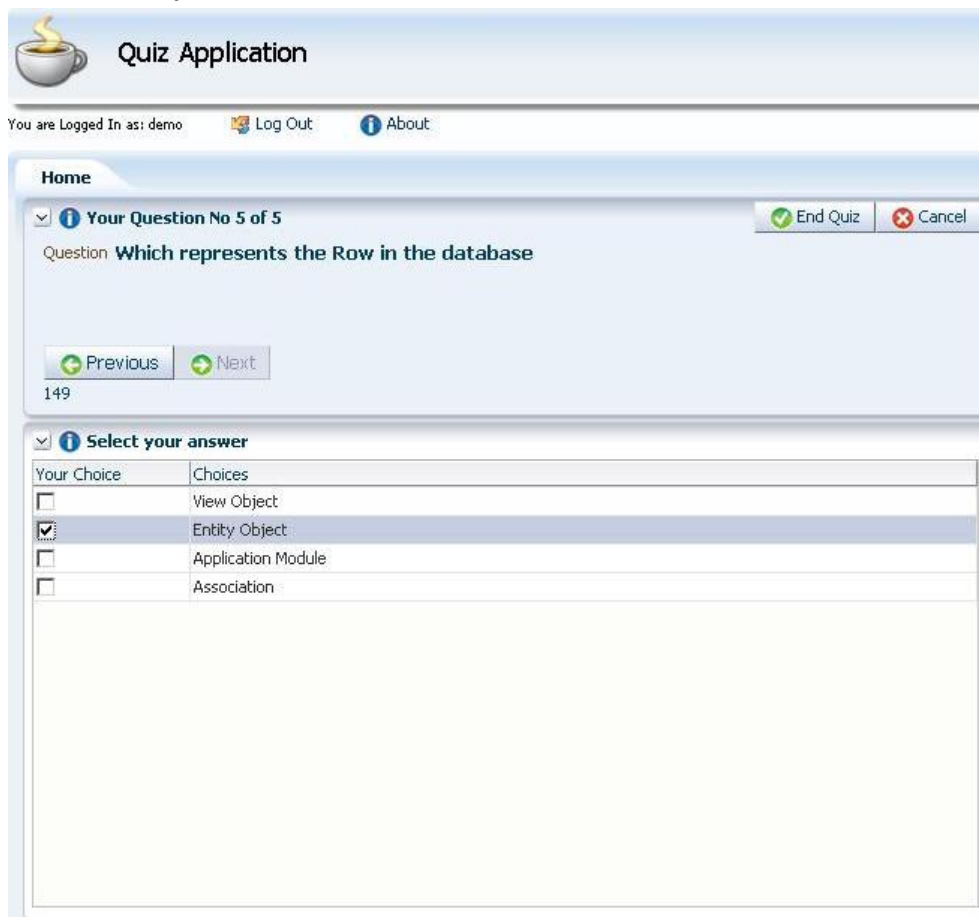 Quiz Application
You are Logged In as: demo Log Out About
Home
Your Question No 5 of 5 End Quiz Cancel
Question Which represents the Row in the database
Previous Next
149
Select your answer
Your Choice Choices
View Object
Entity Object
Application Module
Association